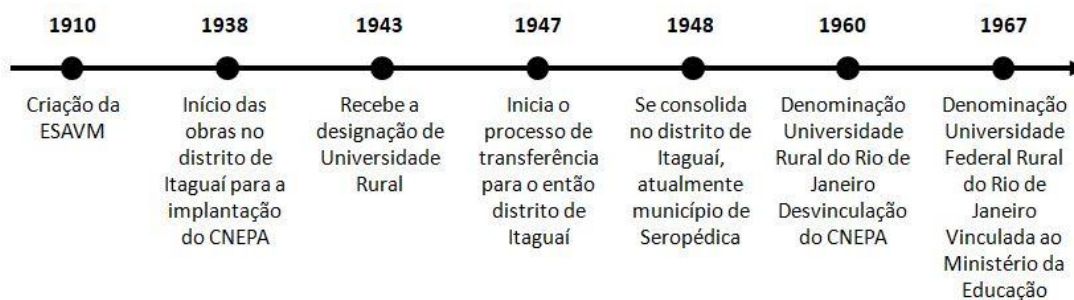 1910
Criação da
ESAVM
1938
Início das
obras no
distrito de
Itaguaí para a
implantação
do CNEPA
1943
Recebe a
designação de
Universidade
Rural
1947
Inicia o
processo de
transferência
para o então
distrito de
Itaguaí
1948
Se consolida
no distrito de
Itaguaí,
atualmente
município de
Seropédica
1960
Denominação
Universidade
Rural do Rio de
Janeiro
Desvinculação
do CNEPA
1967
Denominação
Universidade
Federal Rural
do Rio de
Janeiro
Vinculada ao
Ministério da
Educação